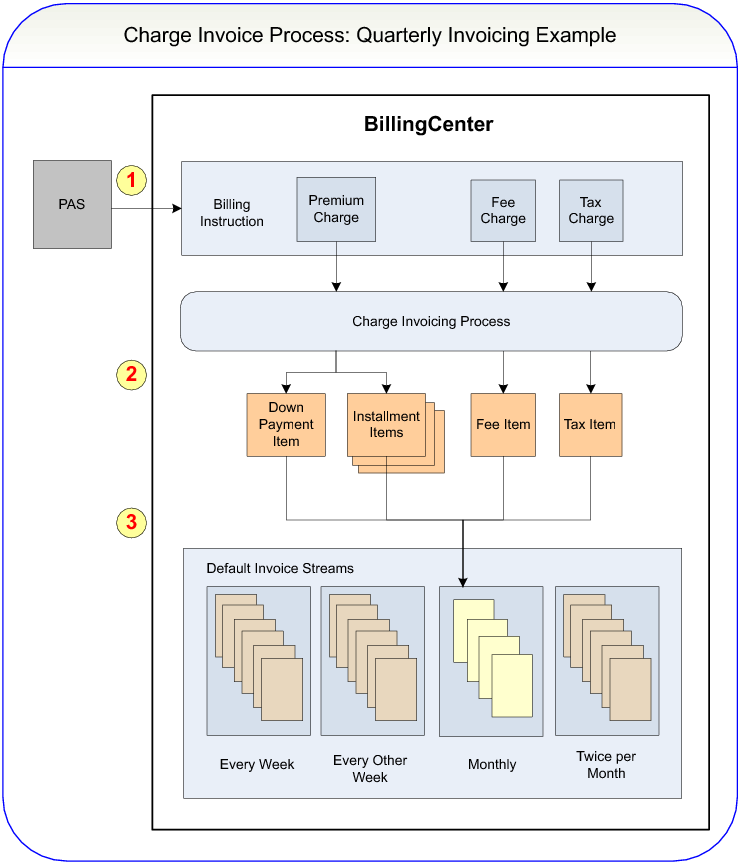 Charge Invoice Process: Quarterly Invoicing Example
BillingCenter
1
PAS
Billing
Instruction
Premium
Charge
Fee
Charge
Tax
Charge
Charge Invoicing Process
2
Down
Payment
Item
Installment
Items
Fee Item
Tax Item
3
Default Invoice Streams
Every Week
Every Other
Week
Monthly
Twice per
Month